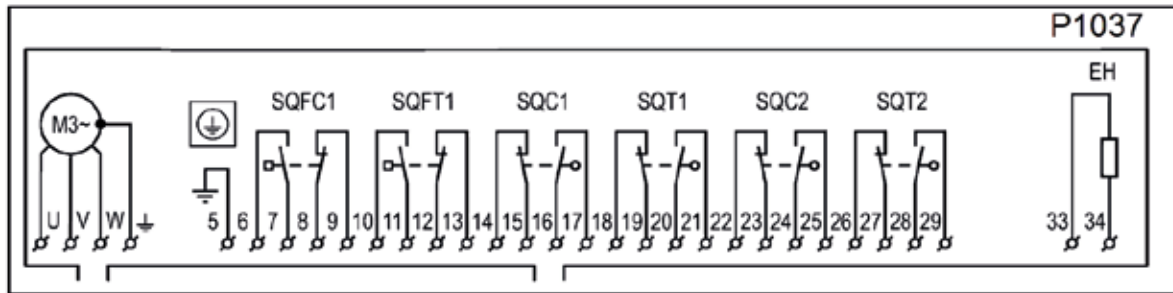 P1037
EH
SQFC1 SQFT1 SQC1 SQT1 SQC2 SQT2
M3~
U V W 5 6 7 8 9 10 11 12 13 14 15 16 17 18 19 20 21 22 23 24 25 26 27 28 29 33 34